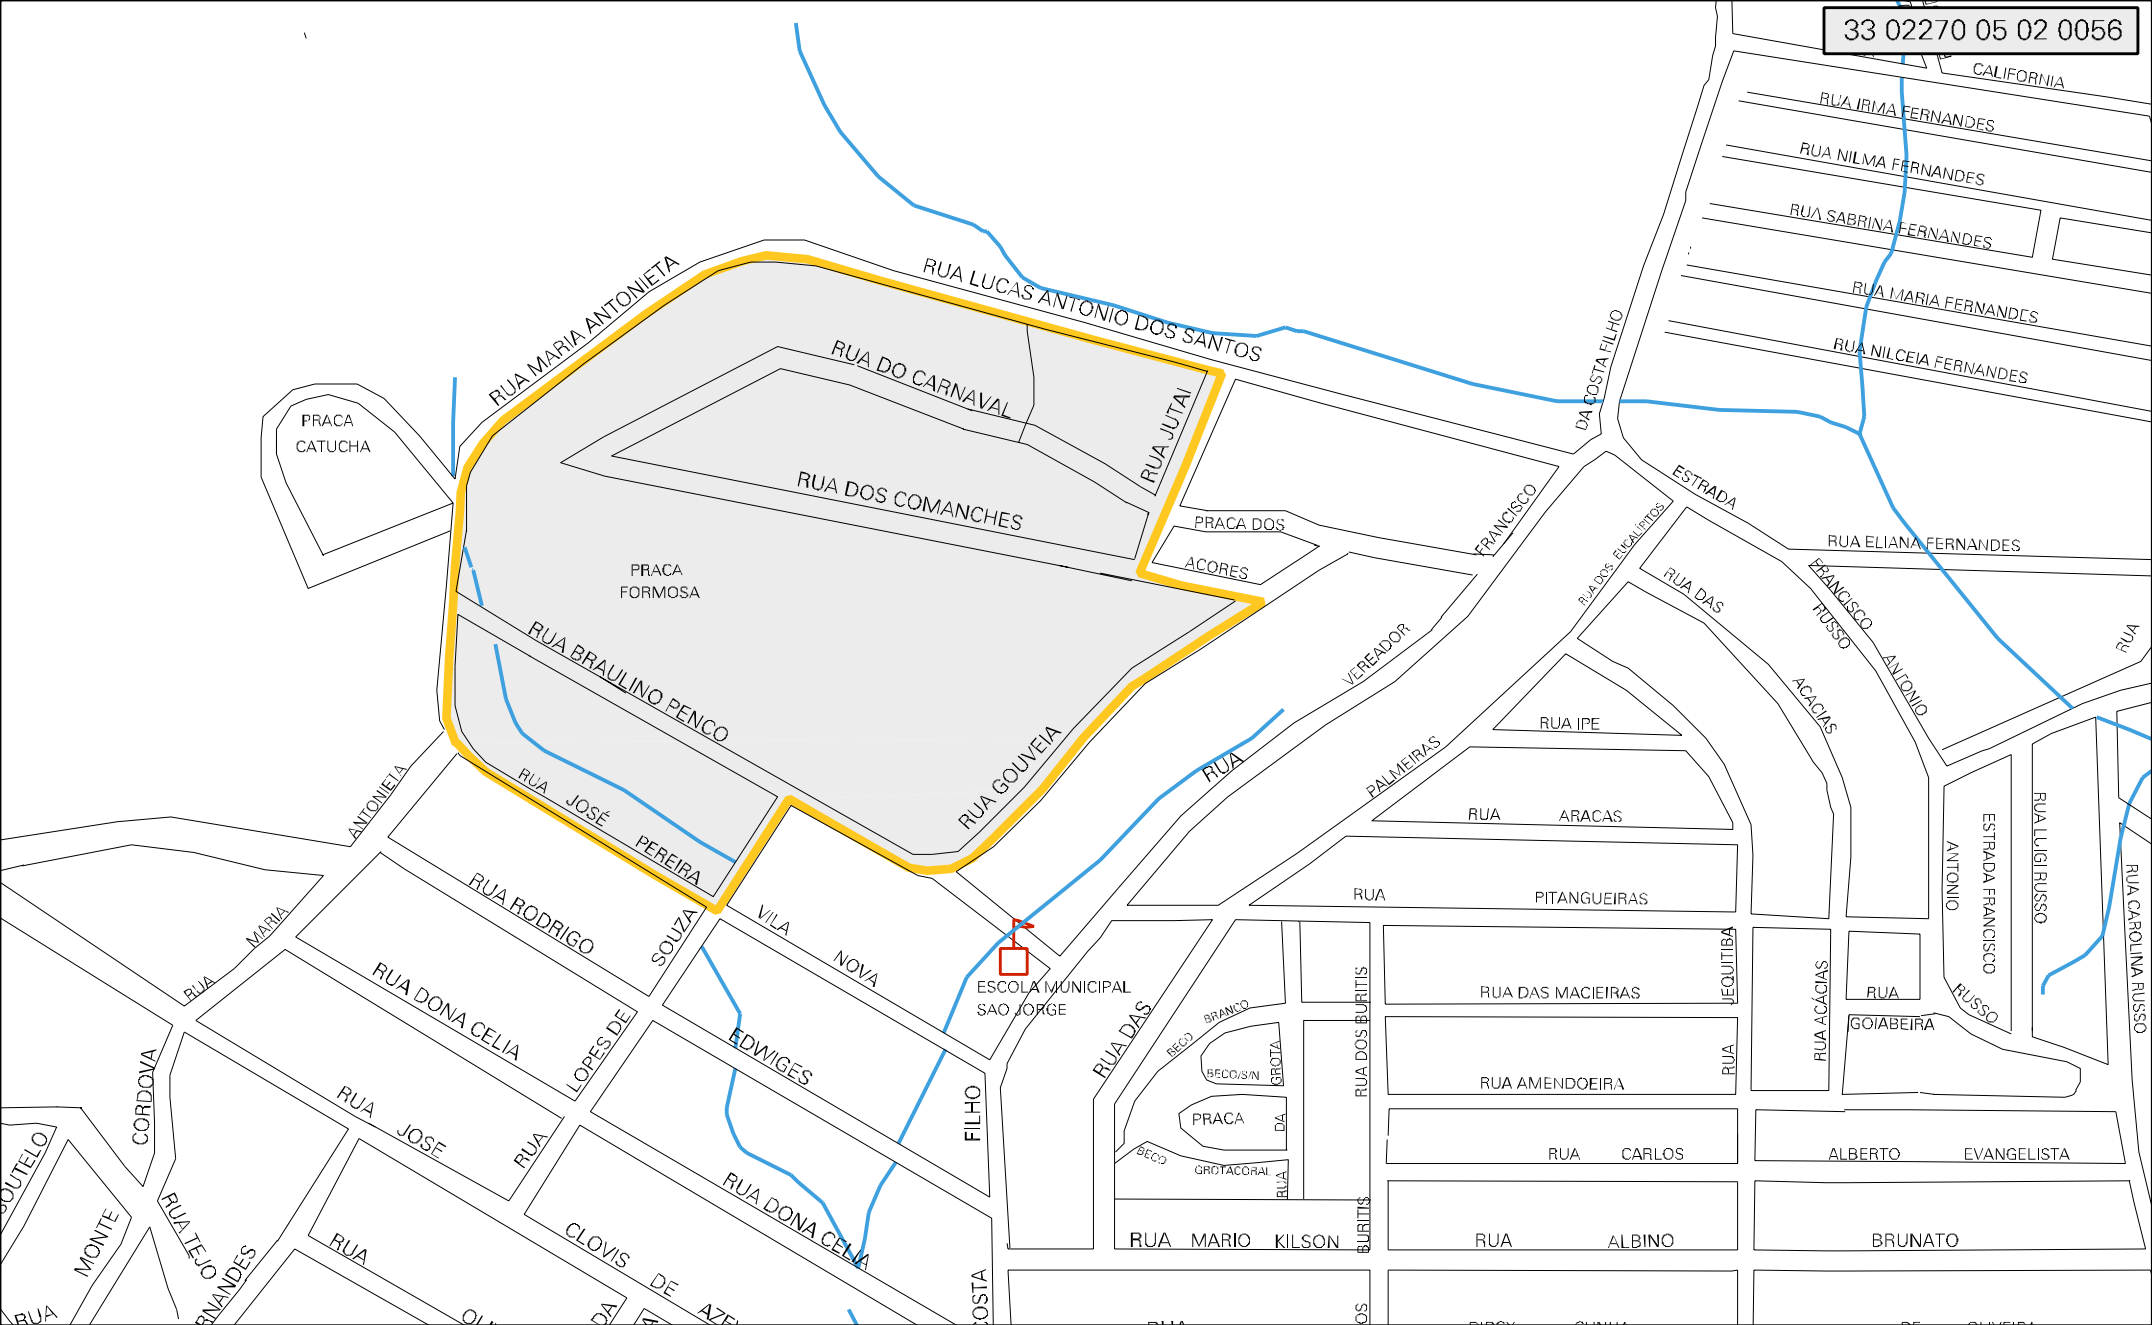 33 02270 05 02 0056
CALIFORNIA
RUA IRMA FERNANDES
RUA NILMA FERNANDES
RUA SABRINA FERNANDES
RUA MARIA FERNANDES
RUA NILCEIA FERNANDES
RUA MARIA ANTONIETA
RUA LUCAS ANTONIO DOS SANTOS
DA COSTA FILHO
RUA DO CARNAVAL
RUA JUTAI
PRACA
CATUCHA
RUA DOS COMANCHES
ESTRADA
FRANCISCO
PRACA DOS
ACORES
RUA DOS EUCALÍPITOS
RUA ELIANA FERNANDES
PRACA
FORMOSA
RUA DAS
FRANCISCO
RUSSO
RUA
RUA BRAULINO PENCO
VEREADOR
ACACIAS
ANTONIO
RUA IPE
RUA GOUVEIA
RUA
PALMEIRAS
RUA JOSÉ PEREIRA
ANTONIETA
RUA ARACAS
ANTONIO
ESTRADA FRANCISCO
RUA LUIGI RUSSO
RUA CAROLINA RUSSO
RUA RODRIGO
RUA PITANGUEIRAS
MARIA
SOUZA
VILA NOVA
RUA
RUA DONA CELIA
ESCOLA MUNICIPAL
SAO JORGE
JEQUITIBA
RUA DAS MACIEIRAS
RUA ACÁCIAS
RUA
GOIABEIRA
RUSSO
RUA DOS BURITIS
BECO BRANCO
RUA DAS
LOPES DE
EDWIGES
GROTA
BECO/S/N
RUA
RUA AMENDOEIRA
CORDOVA
RUA JOSE
RUA
FILHO
PRACA
DA
BECO
GROTACORAL
RUA
RUA CARLOS ALBERTO EVANGELISTA
OUTELO
MONTE
RUA TEJO
RUA DONA CELIA
CLOVIS DE
RUA
RNANDES
RUA
RUA MARIO KILSON
BURITIS
RUA ALBINO BRUNATO
COSTA
DA
RUA
OS